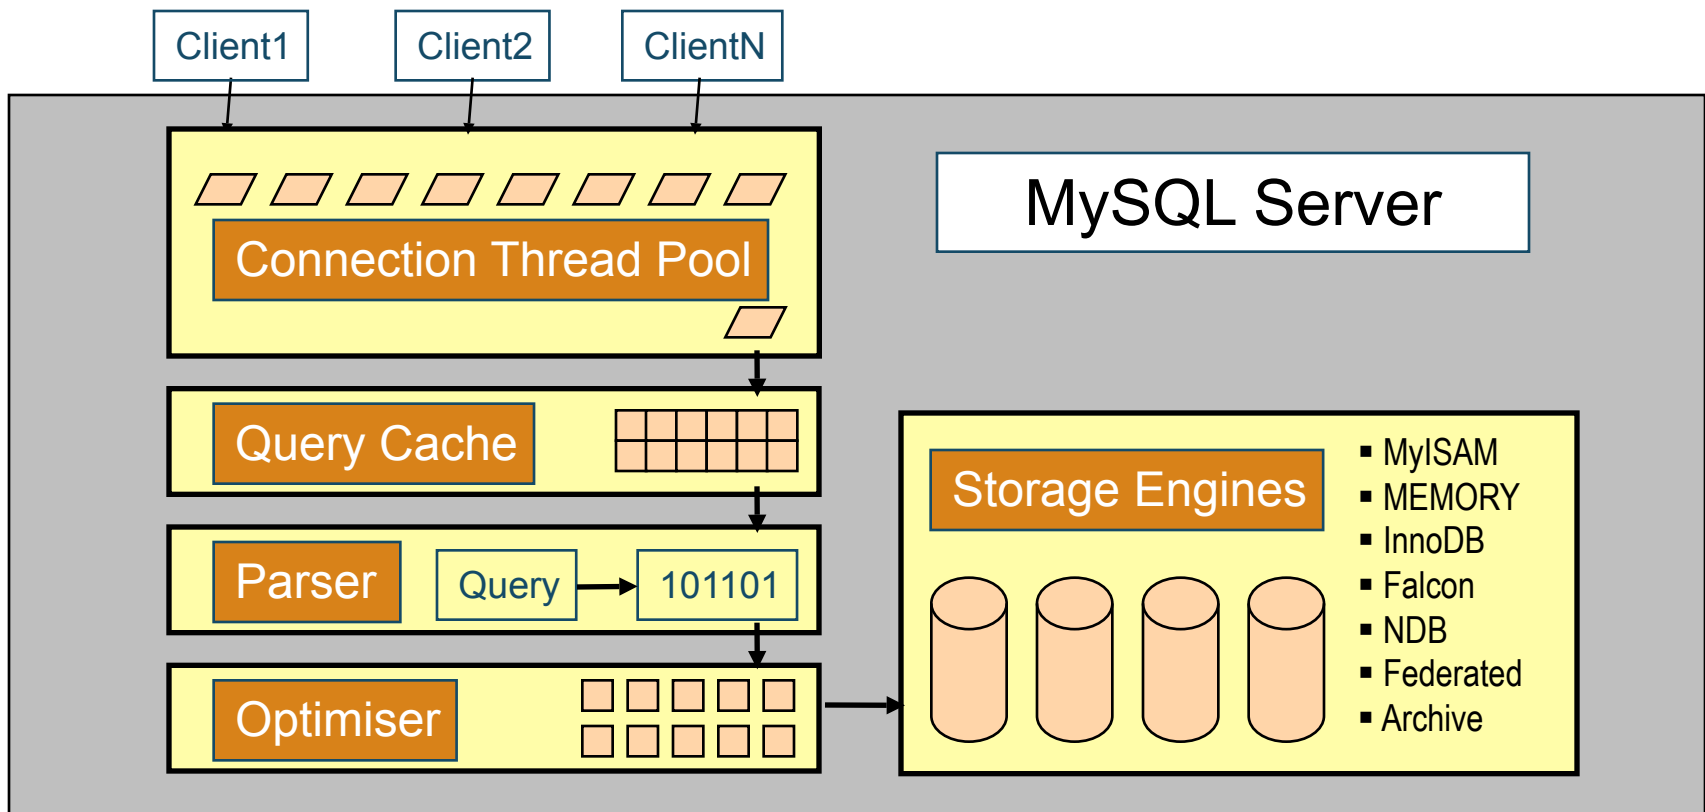 Client1
Client2
ClientN
MySQL Server
Connection Thread Pool
Query Cache
Parser
Query
101101
Optimiser
Storage Engines
▪ MyISAM
▪ MEMORY
▪ InnoDB
▪ Falcon
▪ NDB
▪ Federated
▪ Archive